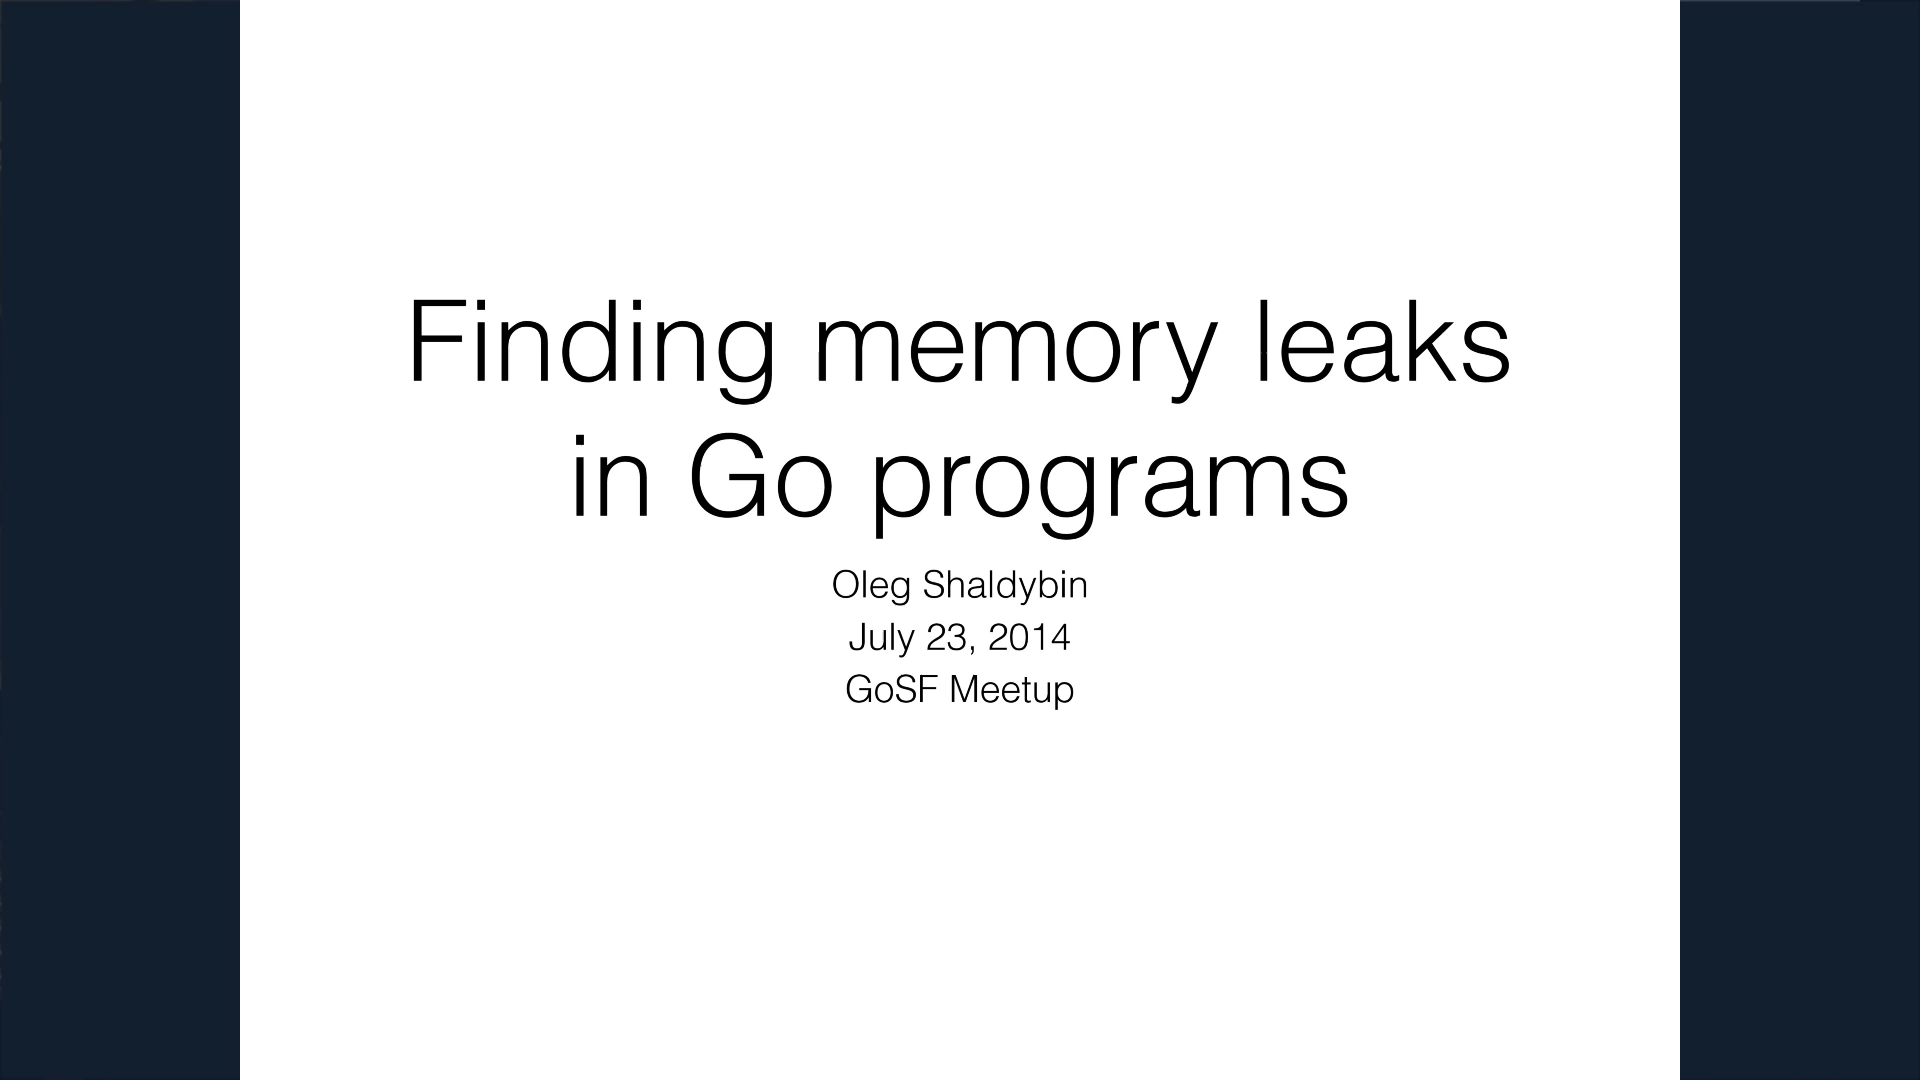 Finding memory leaks
in Go programs
Oleg Shaldybin
July 23, 2014
GoSF Meetup